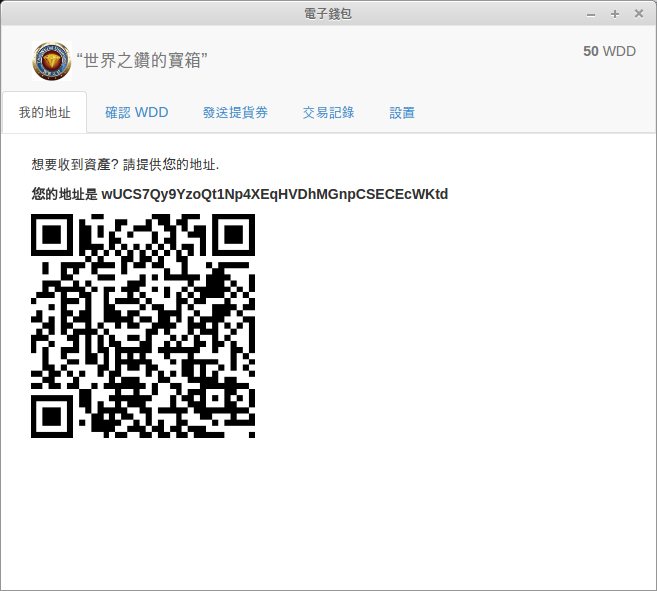 電子錢包
“世界之鑽的寶箱”
50 WDD
我的地址
確認 WDD
發送提貨券
交易記錄
設置
想要收到資產? 請提供您的地址.
您的地址是 wUCS7Qy9YzoQt1Np4XEqHVDhMGnpCSECEcWKtd